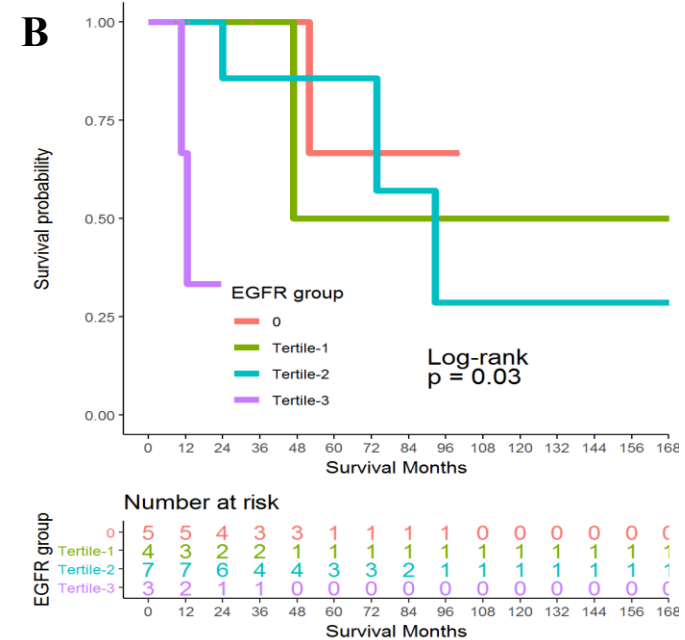 B
1.00
0.75
0.50
0.25
0.00
Survival probability
EGFR group
0
Tertile-1
Tertile-2
Tertile-3
Log-rank
p = 0.03
0 12 24 36 48 60 72 84 96 108 120 132 144 156 168
Survival Months
Number at risk
EGFR group
0 5 5 4 3 3 1 1 1 1 0 0 0 0 0 0
Tertile-1 4 3 2 2 1 1 1 1 1 1 1 1 1 1 1
Tertile-2 7 7 6 4 4 3 3 2 1 1 1 1 1 1 1
Tertile-3 3 2 1 1 0 0 0 0 0 0 0 0 0 0 0
0 12 24 36 48 60 72 84 96 108 120 132 144 156 168
Survival Months